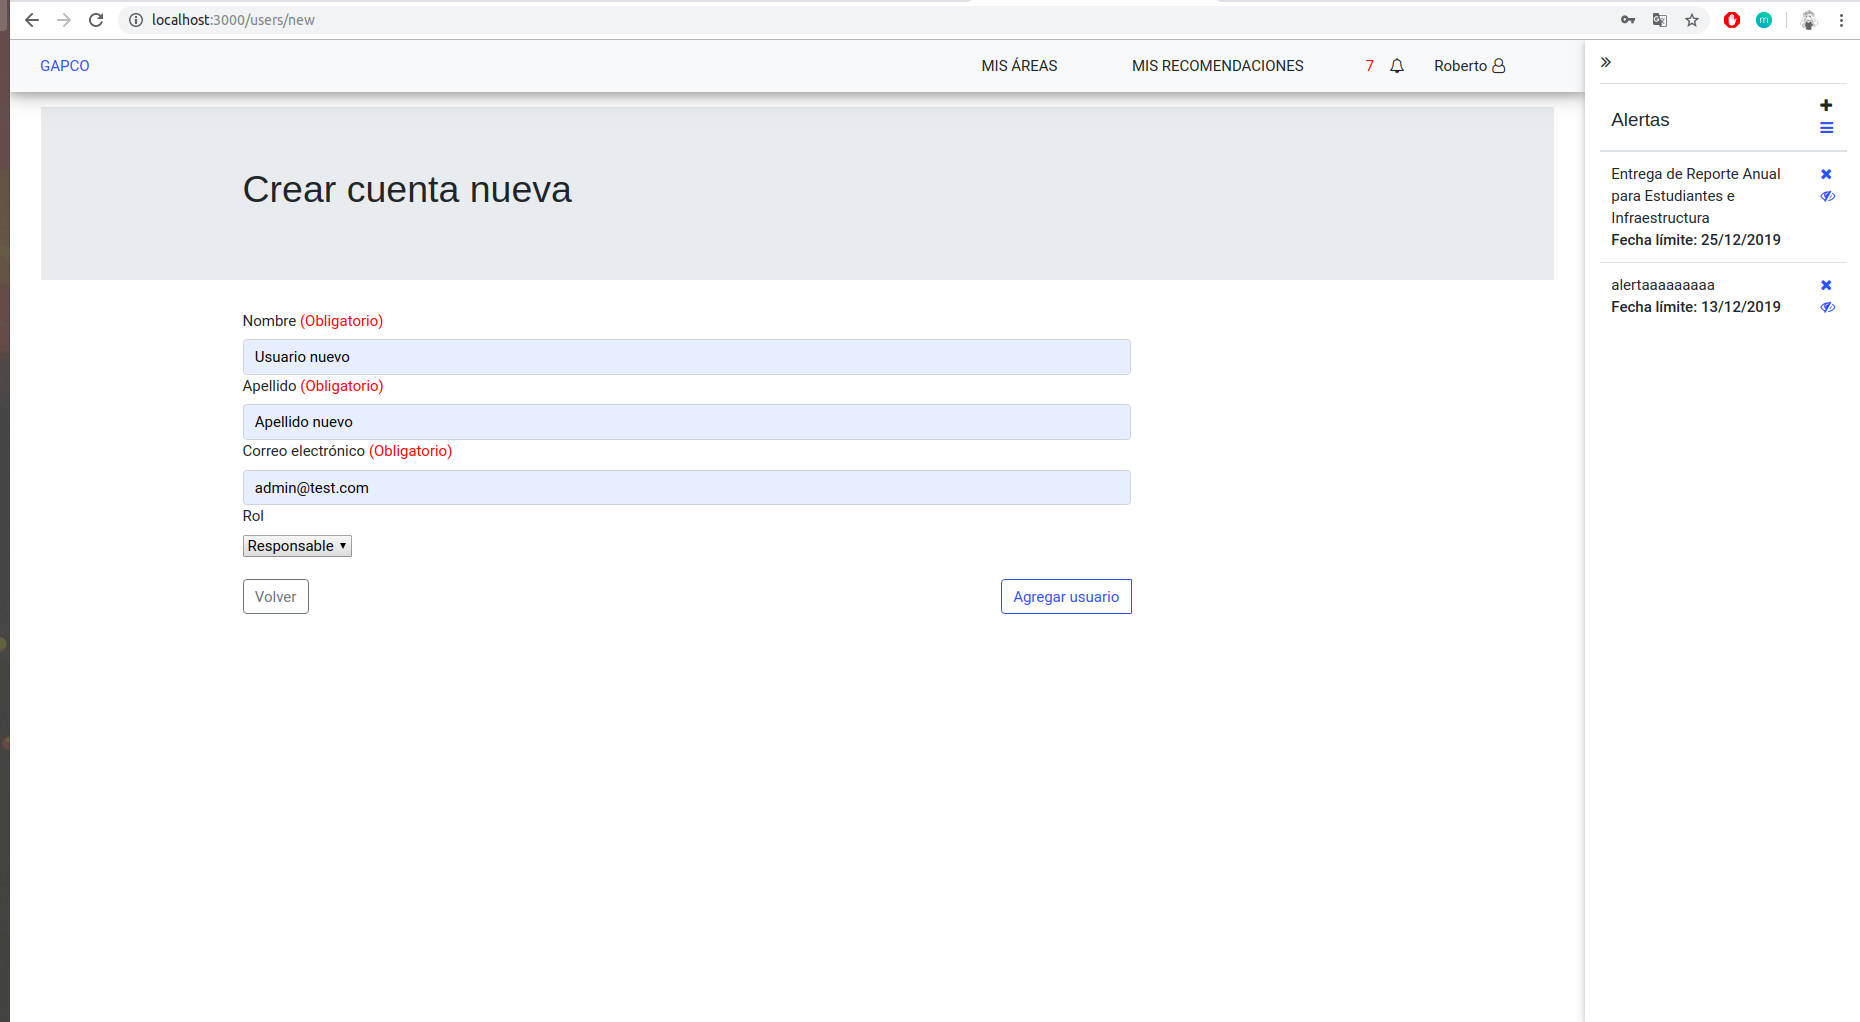 localhost:3000/users/new
GAPCO
MIS ÁREAS
MIS RECOMENDACIONES
7
Roberto
Crear cuenta nueva
Nombre (Obligatorio)
Usuario nuevo
Apellido (Obligatorio)
Apellido nuevo
Correo electrónico (Obligatorio)
admin@test.com
Rol
Responsable
Volver
Agregar usuario
Alertas
Entrega de Reporte Anual
para Estudiantes e
Infraestructura
Fecha límite: 25/12/2019
alertaaaaaaaaa
Fecha límite: 13/12/2019